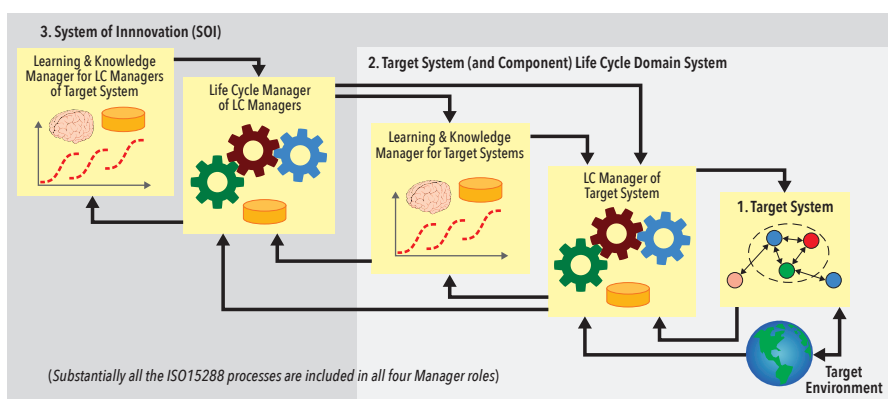 3. System of Innnovation (SOI)
Learning & Knowledge
Manager for LC Managers
of Target System
2. Target System (and Component) Life Cycle Domain System
Life Cycle Manager
of LC Managers
Learning & Knowledge
Manager for Target Systems
LC Manager of
Target System
1. Target System
Target
Environment
(Substantially all the ISO15288 processes are included in all four Manager roles)